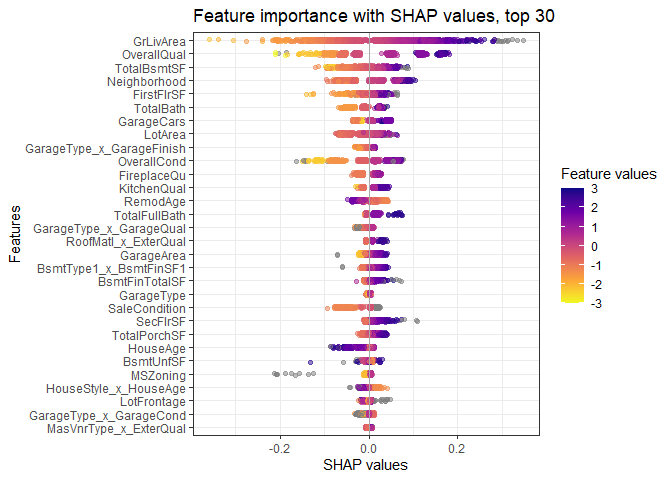 Feature importance with SHAP values, top 30
Features
GrLivArea
OverallQual
TotalBsmtSF
Neighborhood
FirstFlrSF
TotalBath
GarageCars
LotArea
GarageType_x_GarageFinish
OverallCond
FireplaceQu
KitchenQual
RemodAge
TotalFullBath
GarageType_x_GarageQual
RoofMatl_x_ExterQual
GarageArea
BsmtType1_x_BsmtFinSF1
BsmtFinTotalSF
GarageType
SaleCondition
SecFlrSF
TotalPorchSF
HouseAge
BsmtUnfSF
MSZoning
HouseStyle_x_HouseAge
LotFrontage
GarageType_x_GarageCond
MasVnrType_x_ExterQual
-0.2 0.0 0.2
SHAP values
Feature values
3
2
1
0
-1
-2
-3